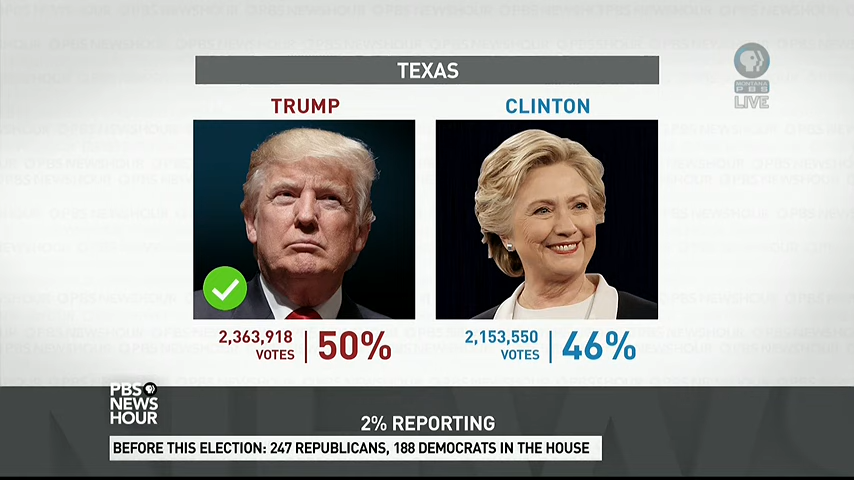 TEXAS
MONTANA
PBS
LIVE
TRUMP
CLINTON
2,363,918
VOTES
50%
2,153,550
VOTES
46%
PBS
NEWS
HOUR
2% REPORTING
BEFORE THIS ELECTION: 247 REPUBLICANS, 188 DEMOCRATS IN THE HOUSE